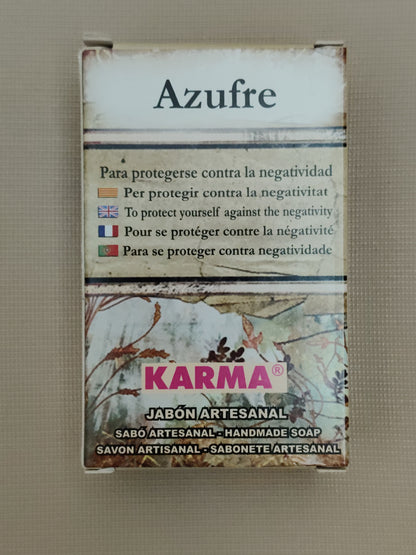 Azufre
Para protegerse contra la negatividad
Per protegir contra la negativitat
To protect yourself against the negativity
Pour se protéger contre la négativité
Para se proteger contra negatividade
KARMA®
JABÓN ARTESANAL
SABO ARTESANAL - HANDMADE SOAP
SAVON ARTISANAL - SABONETE ARTESANAL